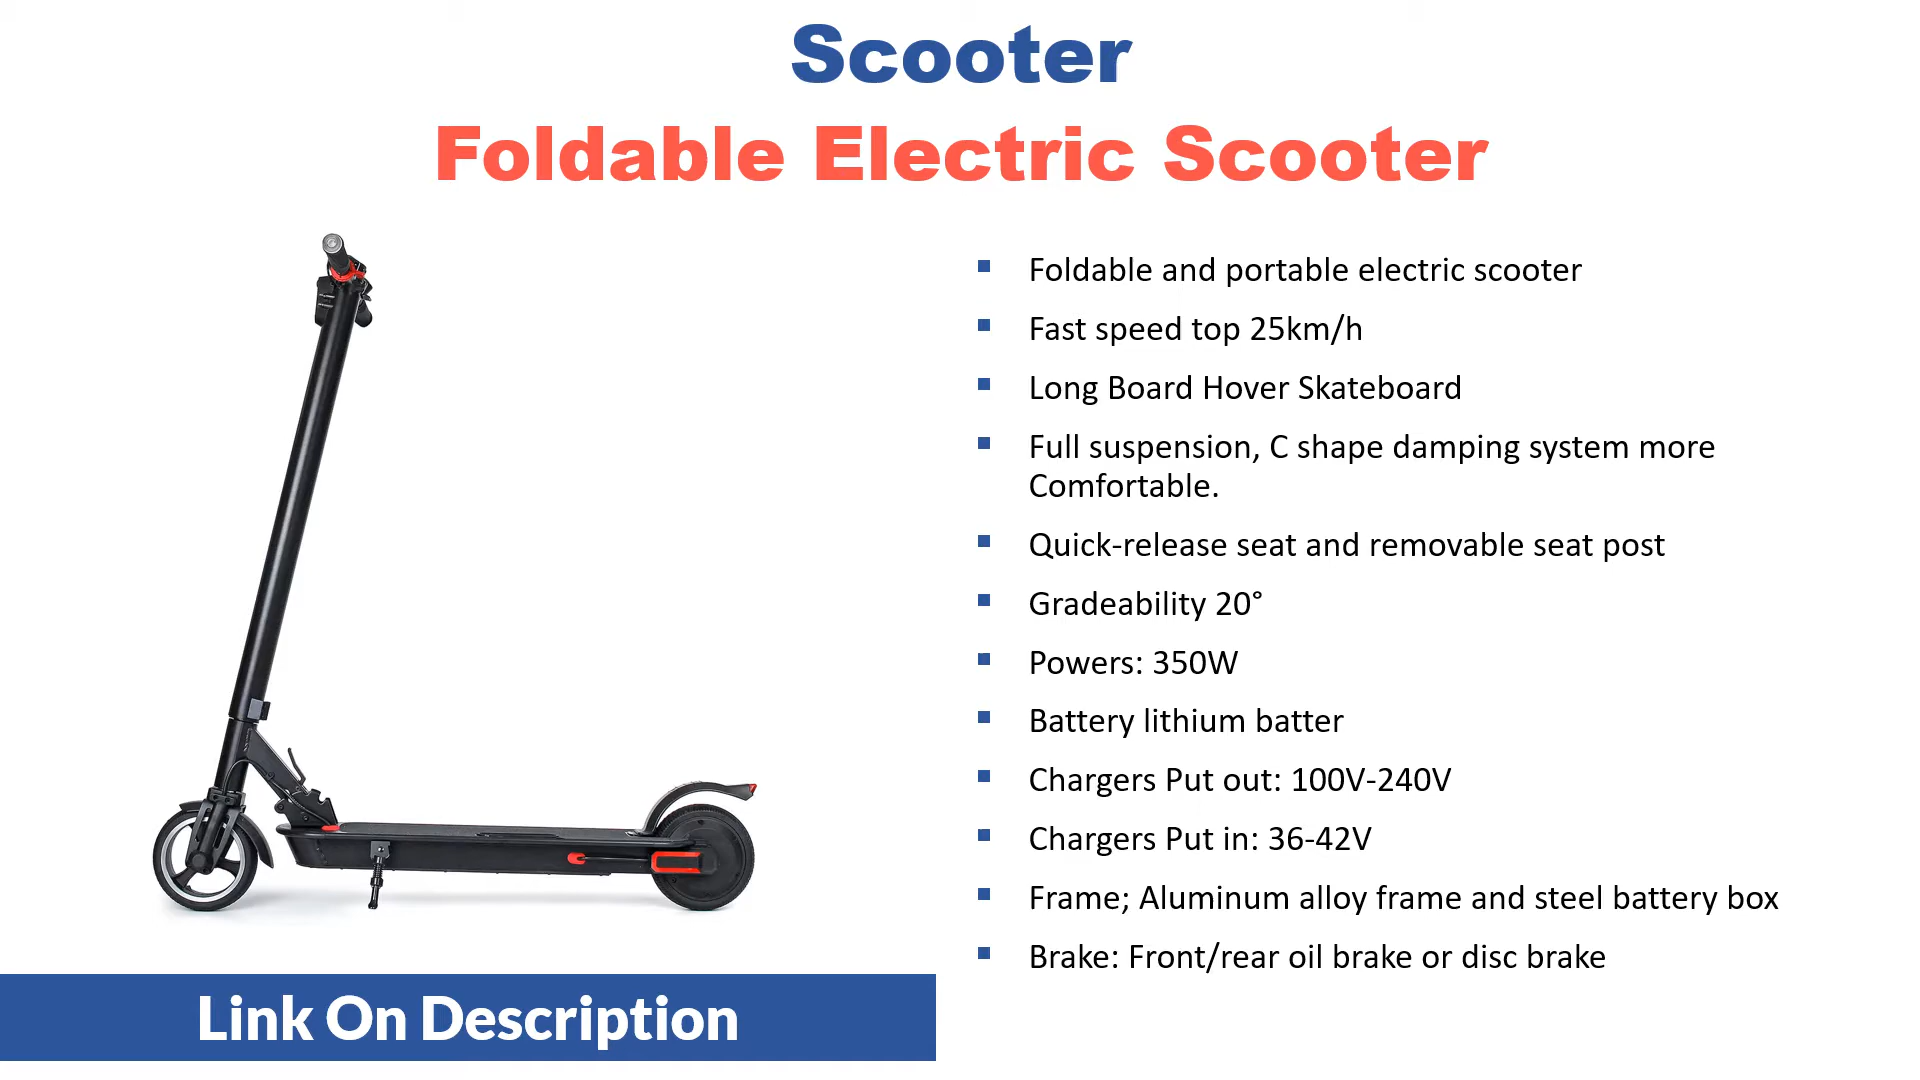 Scooter
Foldable Electric Scooter
Foldable and portable electric scooter
Fast speed top 25km/h
Long Board Hover Skateboard
Full suspension, C shape damping system more
Comfortable.
Quick-release seat and removable seat post
Gradeability 20°
Powers: 350W
Battery lithium batter
Chargers Put out: 100V-240V
Chargers Put in: 36-42V
Frame; Aluminum alloy frame and steel battery box
Brake: Front/rear oil brake or disc brake
Link On Description